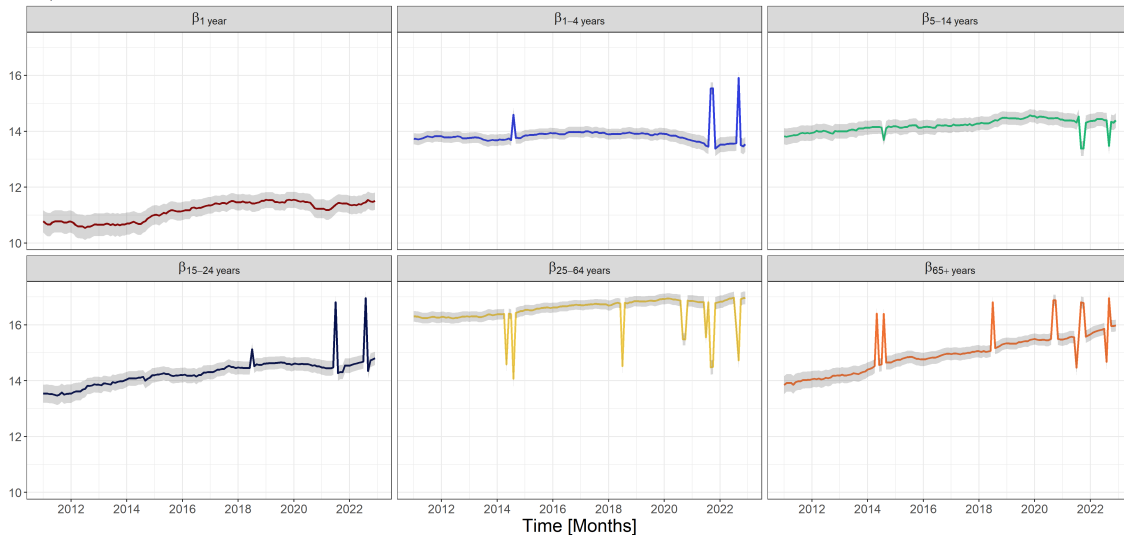 β1 year
β1−4 years
β5−14 years
16
14
12
10
β15−24 years
β25−64 years
β65+ years
16
14
12
10
2012 2014 2016 2018 2020 2022 2012 2014 2016 2018 2020 2022 2012 2014 2016 2018 2020 2022
Time [Months]